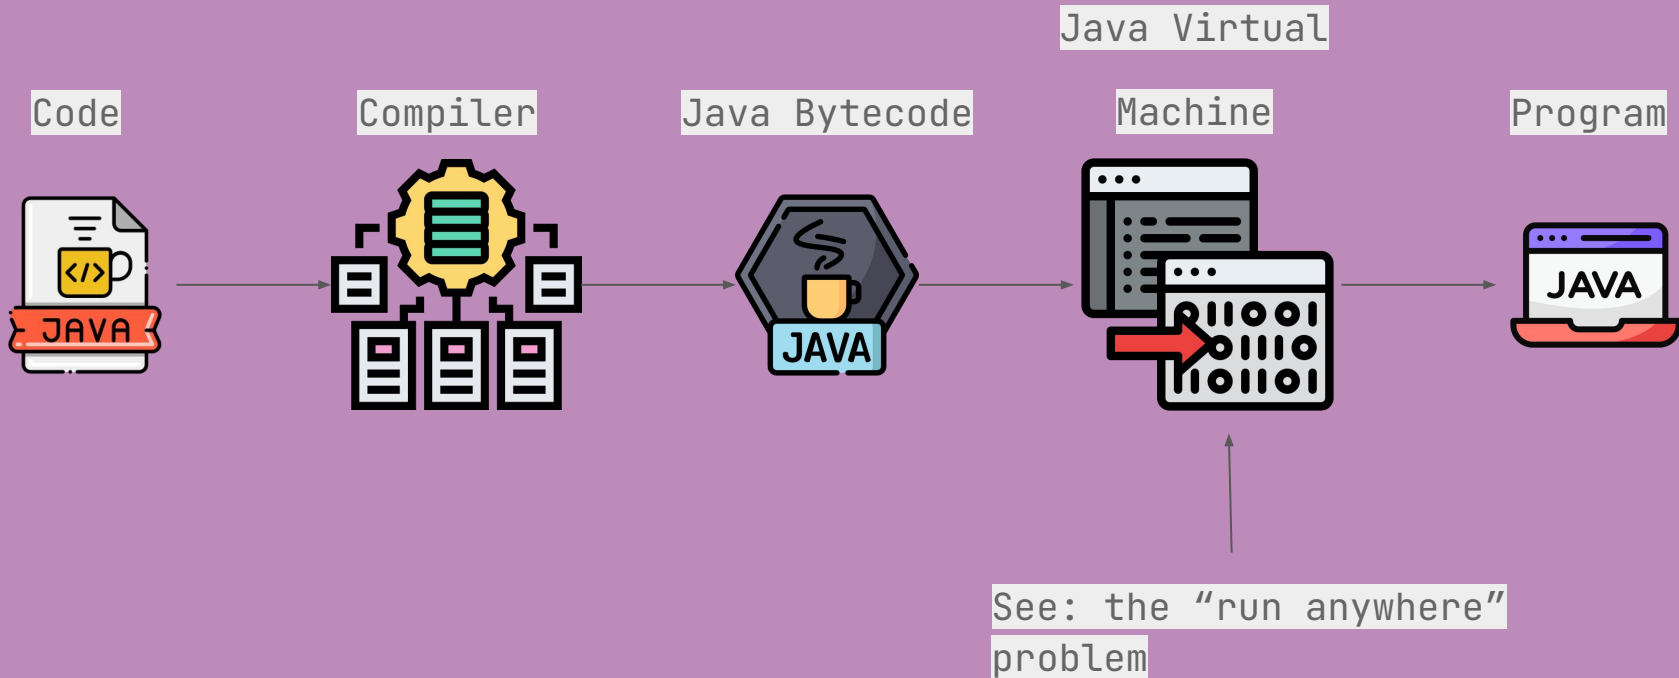 Code
Compiler
Java Bytecode
Java Virtual
Machine
Program
</>
JAVA
JAVA
JAVA
See: the “run anywhere”
problem